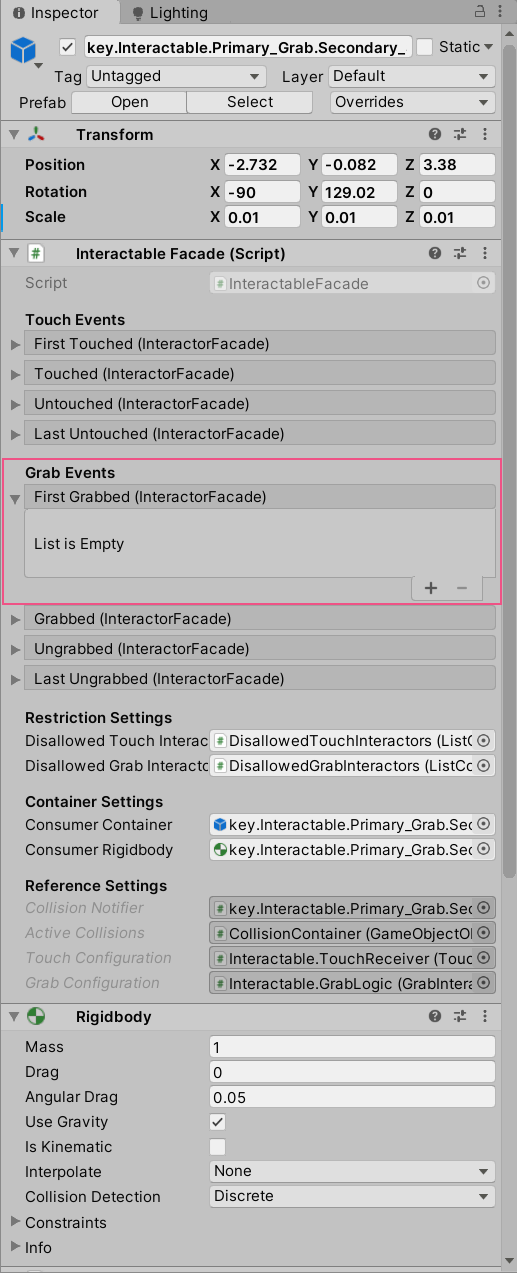 Inspector Lighting
key.Interactable.Primary_Grab.Secondary_ Static
Tag Untagged Layer Default
Prefab Open Select Overrides
Transform
Position X -2.732 Y -0.082 Z 3.38
Rotation X -90 Y 129.02 Z 0
Scale X 0.01 Y 0.01 Z 0.01
# Interactable Facade (Script)
Script # InteractableFacade
Touch Events
First Touched (InteractorFacade)
Touched (InteractorFacade)
Untouched (InteractorFacade)
Last Untouched (InteractorFacade)
Grab Events
First Grabbed (InteractorFacade)
List is Empty
+ −
Grabbed (InteractorFacade)
Ungrabbed (InteractorFacade)
Last Ungrabbed (InteractorFacade)
Restriction Settings
Disallowed Touch Interac # DisallowedTouchInteractors (ListC
Disallowed Grab Interacto # DisallowedGrabInteractors (ListCo
Container Settings
Consumer Container key.Interactable.Primary_Grab.Sec
Consumer Rigidbody key.Interactable.Primary_Grab.Sec
Reference Settings
Collision Notifier # key.Interactable.Primary_Grab.Sec
Active Collisions # CollisionContainer (GameObjectOl
Touch Configuration # Interactable.TouchReceiver (Touc
Grab Configuration # Interactable.GrabLogic (GrabIntera
Rigidbody
Mass 1
Drag 0
Angular Drag 0.05
Use Gravity
Is Kinematic
Interpolate None
Collision Detection Discrete
Constraints
Info